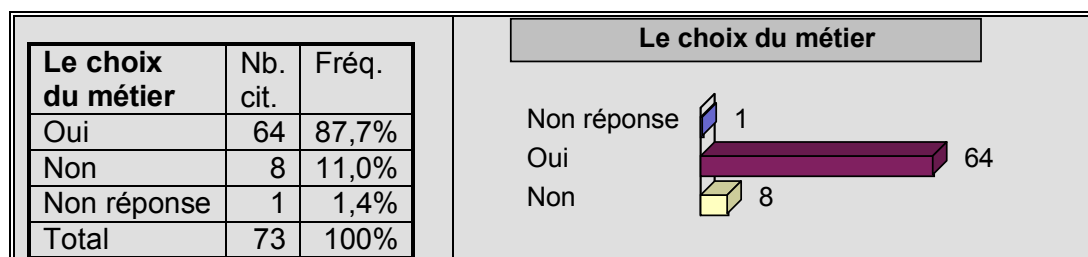 Le choix du métier Nb. cit. Fréq.
Oui 64 87,7%
Non 8 11,0%
Non réponse 1 1,4%
Total 73 100%
Le choix du métier
Non réponse 1
Oui 64
Non 8